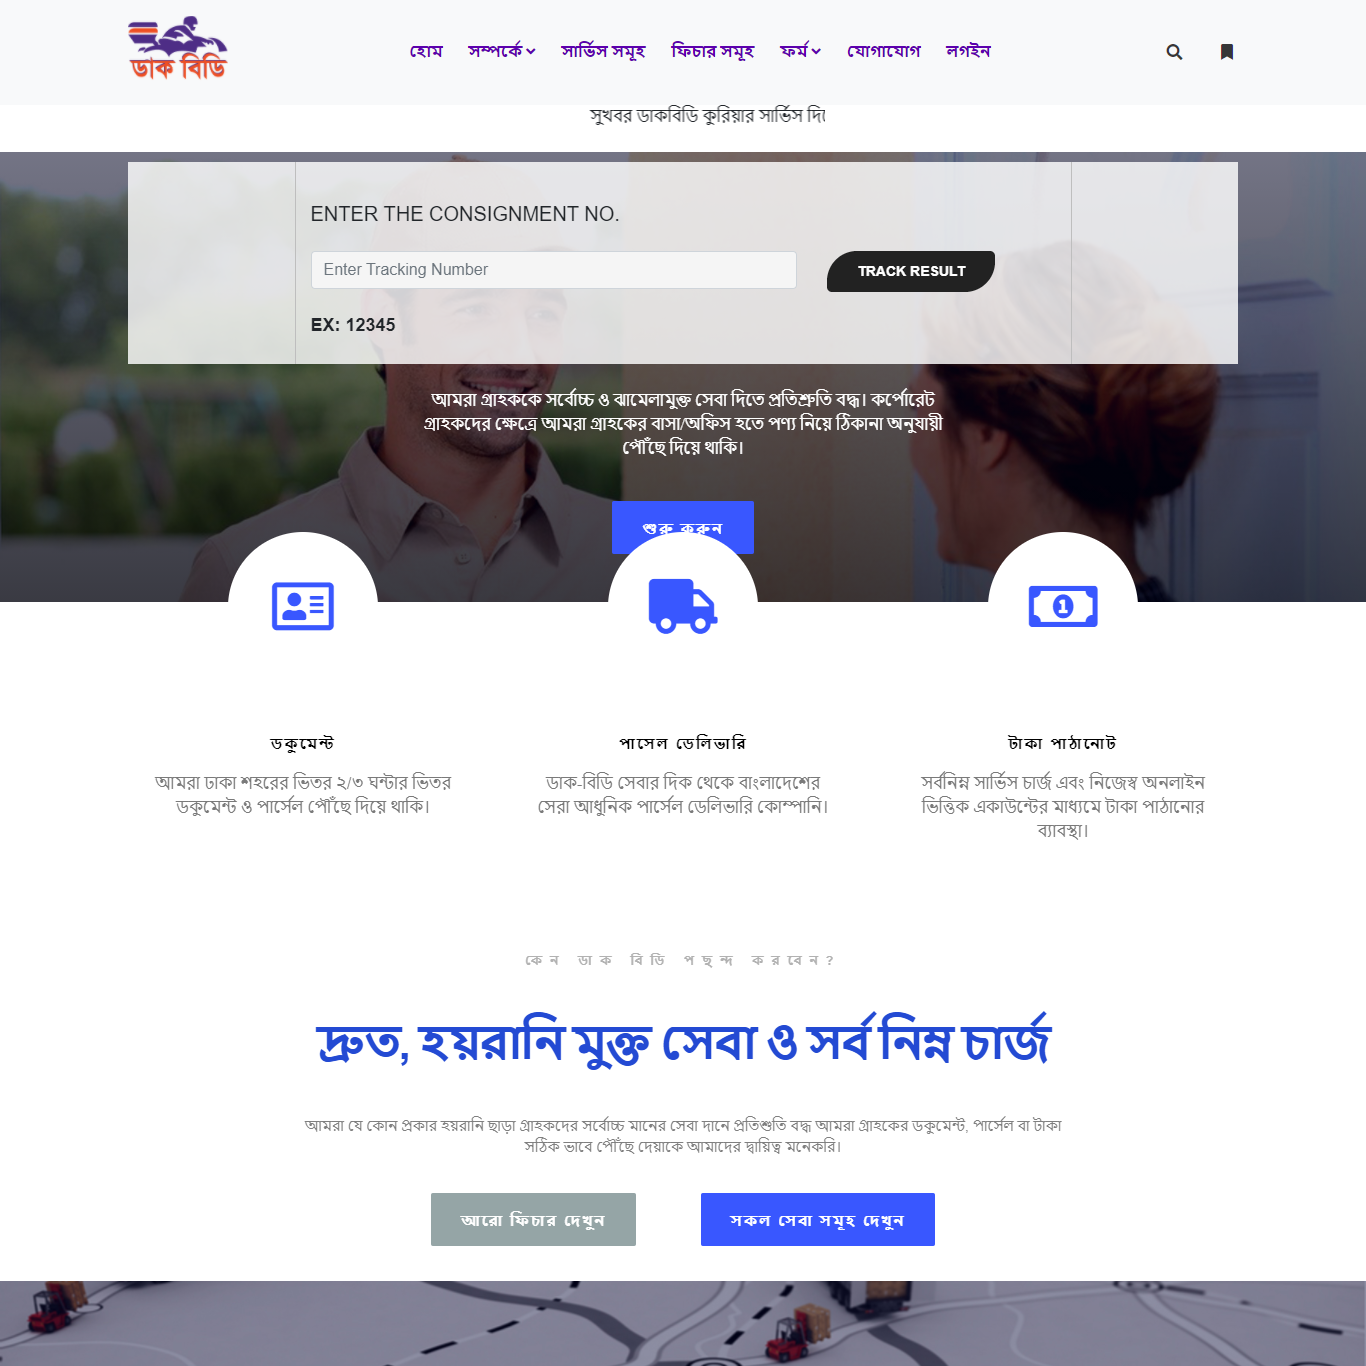 ডাক বিডি
হোম
সম্পর্কে
সার্ভিস সমূহ
ফিচার সমূহ
ফর্ম
যোগাযোগ
লগইন
সুখবর ডাকবিডি কুরিয়ার সার্ভিস
ENTER THE CONSIGNMENT NO.
Enter Tracking Number
TRACK RESULT
EX: 12345
আমরা গ্রাহককে সর্বোচ্চ ও ঝামেলামুক্ত সেবা দিতে প্রতিশ্রুতি বদ্ধ। কর্পোরেট
গ্রাহকদের ক্ষেত্রে আমরা গ্রাহকের বাসা/অফিস হতে পণ্য নিয়ে ঠিকানা অনুযায়ী
পৌঁছে দিয়ে থাকি।
শুরু করুন
1
ডকুমেন্ট
আমরা ঢাকা শহরের ভিতর ২/৩ ঘন্টার ভিতর
ডকুমেন্ট ও পার্সেল পৌঁছে দিয়ে থাকি।
পাসেল ডেলিভারি
ডাক-বিডি সেবার দিক থেকে বাংলাদেশের
সেরা আধুনিক পার্সেল ডেলিভারি কোম্পানি।
টাকা পাঠানোট
সর্বনিম্ন সার্ভিস চার্জ এবং নিজেস্ব অনলাইন
ভিত্তিক একাউন্টের মাধ্যমে টাকা পাঠানোর
ব্যাবস্থা।
কেন ডাক বিডি পছন্দ করবেন?
দ্রুত, হয়রানি মুক্ত সেবা ও সর্ব নিম্ন চার্জ
আমরা যে কোন প্রকার হয়রানি ছাড়া গ্রাহকদের সর্বোচ্চ মানের সেবা দানে প্রতিশুতি বদ্ধ আমরা গ্রাহকের ডকুমেন্ট, পার্সেল বা টাকা
সঠিক ভাবে পৌঁছে দেয়াকে আমাদের দ্বায়িত্ব মনেকরি।
আরো ফিচার দেখুন
সকল সেবা সমূহ দেখুন